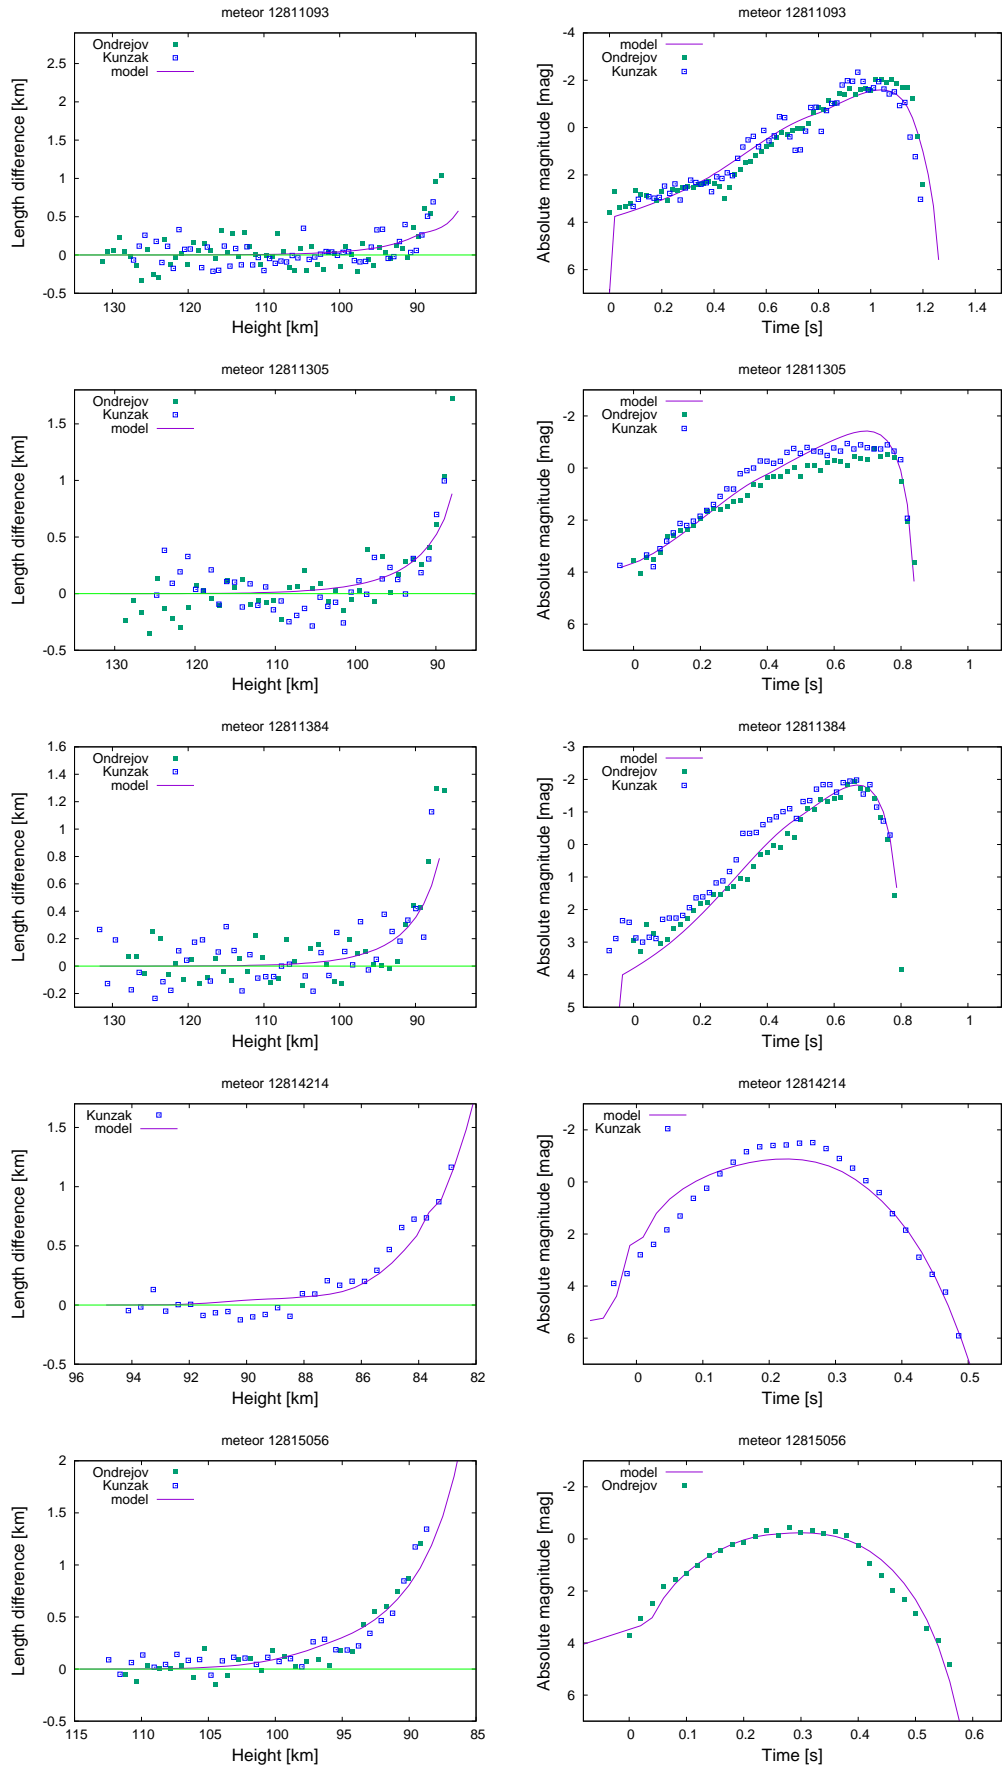 meteor 12811093
Length difference [km]
2.5
2
1.5
1
0.5
0
-0.5
Ondrejov
Kunzak
model
130 120 110 100 90
Height [km]
meteor 12811093
Absolute magnitude [mag]
-4
-2
0
2
4
6
model
Ondrejov
Kunzak
0 0.2 0.4 0.6 0.8 1 1.2 1.4
Time [s]
meteor 12811305
Length difference [km]
1.5
1
0.5
0
-0.5
Ondrejov
Kunzak
model
130 120 110 100 90
Height [km]
meteor 12811305
Absolute magnitude [mag]
-2
0
2
4
6
model
Ondrejov
Kunzak
0 0.2 0.4 0.6 0.8 1
Time [s]
meteor 12811384
Length difference [km]
1.6
1.4
1.2
1
0.8
0.6
0.4
0.2
0
-0.2
Ondrejov
Kunzak
model
130 120 110 100 90
Height [km]
meteor 12811384
Absolute magnitude [mag]
-3
-2
-1
0
1
2
3
4
5
model
Ondrejov
Kunzak
0 0.2 0.4 0.6 0.8 1
Time [s]
meteor 12814214
Length difference [km]
1.5
1
0.5
0
-0.5
Kunzak
model
96 94 92 90 88 86 84 82
Height [km]
meteor 12814214
Absolute magnitude [mag]
-2
0
2
4
6
model
Kunzak
0 0.1 0.2 0.3 0.4 0.5
Time [s]
meteor 12815056
Length difference [km]
2
1.5
1
0.5
0
-0.5
Ondrejov
Kunzak
model
115 110 105 100 95 90 85
Height [km]
meteor 12815056
Absolute magnitude [mag]
-2
0
2
4
6
model
Ondrejov
0 0.1 0.2 0.3 0.4 0.5 0.6
Time [s]